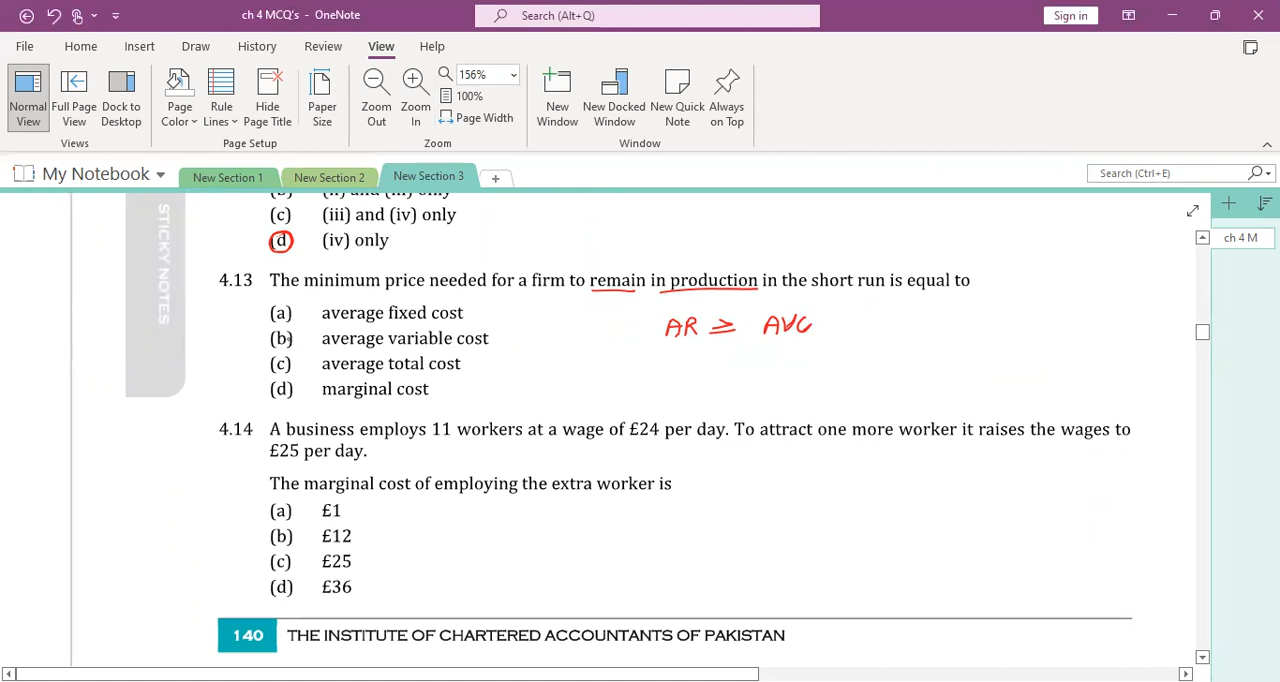 ch 4 MCQ's - OneNote
Search (Alt+Q)
Sign in
File Home Insert Draw History Review View Help
156%
100%
Page Width
Normal View
Full Page View
Dock to Desktop
Page Color
Rule Lines
Hide Page Title
Paper Size
Zoom Out
Zoom In
New Window
New Docked Window
New Quick Note
Always on Top
Views
Page Setup
Zoom
Window
My Notebook
New Section 1
New Section 2
New Section 3
Search (Ctrl+E)
ch 4 M
STICKY NOTES
(c) (iii) and (iv) only
(d) (iv) only
4.13 The minimum price needed for a firm to remain in production in the short run is equal to
(a) average fixed cost
AR ≥ AVC
(b) average variable cost
(c) average total cost
(d) marginal cost
4.14 A business employs 11 workers at a wage of £24 per day. To attract one more worker it raises the wages to
£25 per day.
The marginal cost of employing the extra worker is
(a) £1
(b) £12
(c) £25
(d) £36
140 THE INSTITUTE OF CHARTERED ACCOUNTANTS OF PAKISTAN